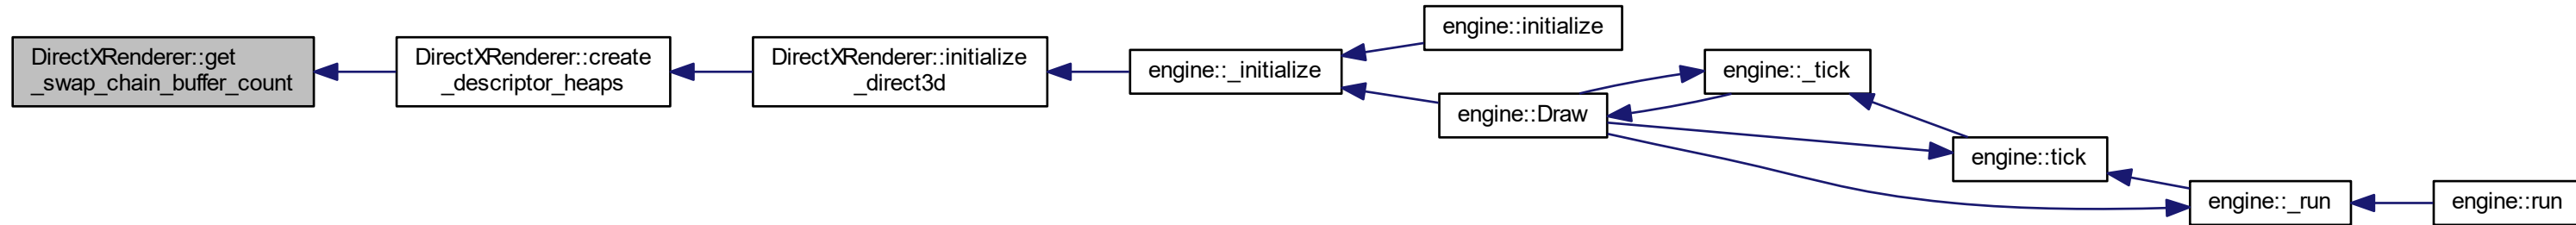 DirectXRenderer::get
_swap_chain_buffer_count
DirectXRenderer::create
_descriptor_heaps
DirectXRenderer::initialize
_direct3d
engine::_initialize
engine::initialize
engine::Draw
engine::_tick
engine::tick
engine::_run
engine::run